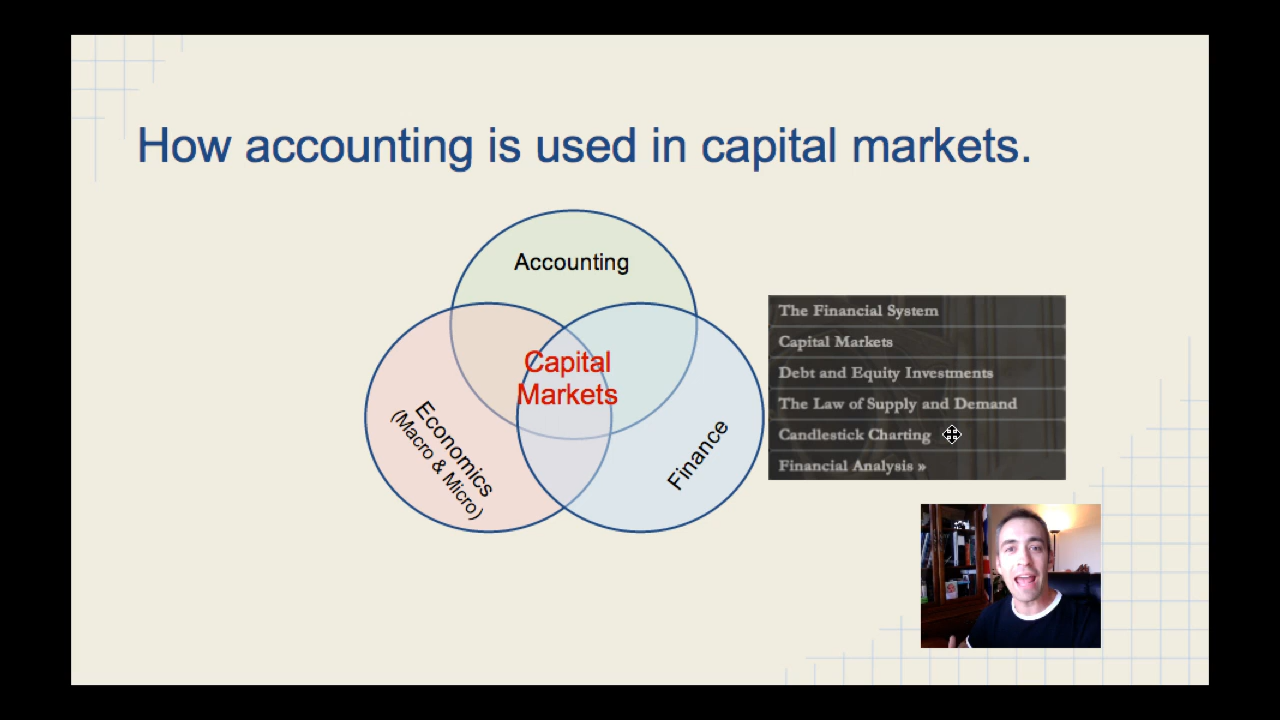 How accounting is used in capital markets.
Accounting
Capital
Markets
Economics
(Macro & Micro)
Finance
The Financial System
Capital Markets
Debt and Equity Investments
The Law of Supply and Demand
Candlestick Charting
Financial Analysis »